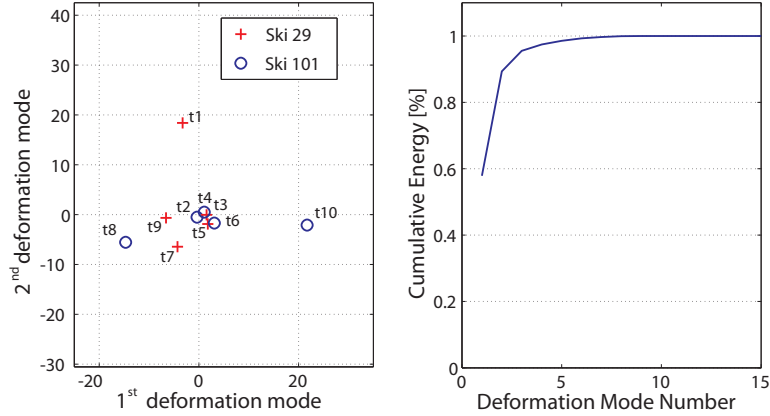 40
30
20
10
0
-10
-20
-30
-20
0
20
2nd deformation mode
1st deformation mode
Ski 29
Ski 101
t1
t2
t4
t3
t6
t5
t9
t7
t8
t10
1
0.8
0.6
0.4
0.2
0
0
5
10
15
Cumulative Energy [%]
Deformation Mode Number